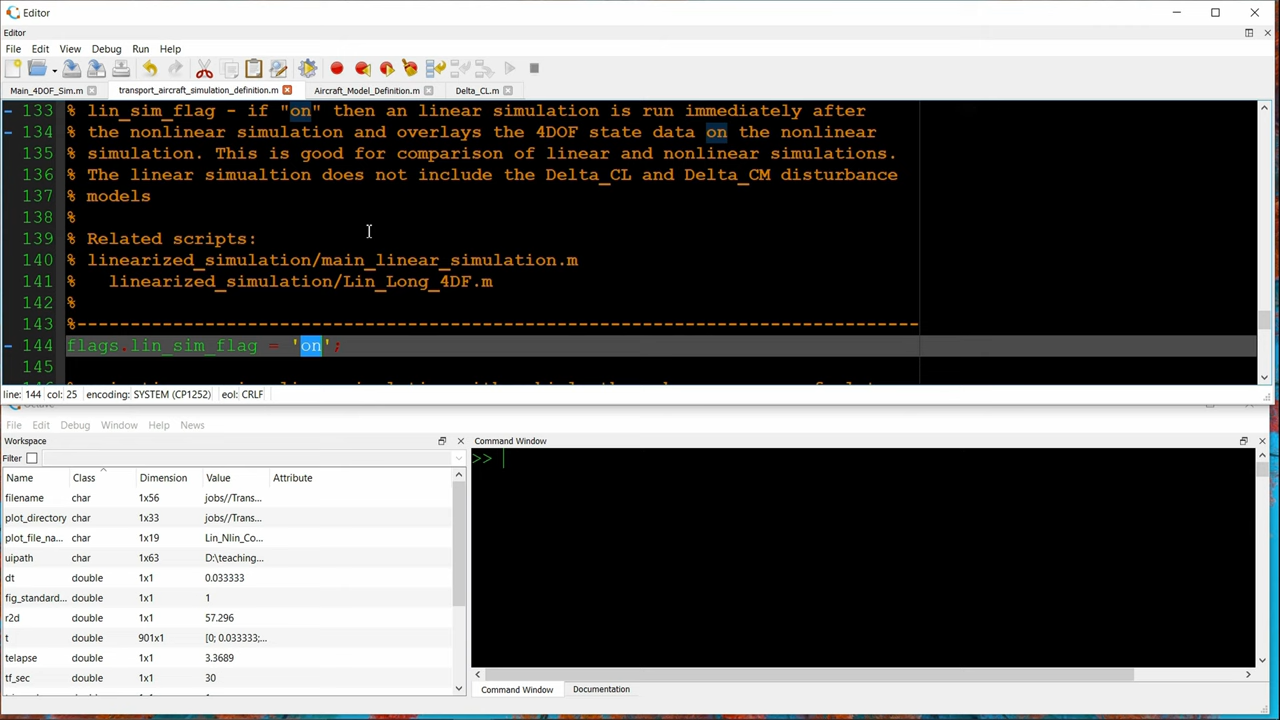 Editor
Editor
File Edit View Debug Run Help
Main_4DOF_Sim.m transport_aircraft_simulation_definition.m Aircraft_Model_Definition.m Delta_CL.m
133 % lin_sim_flag - if "on" then an linear simulation is run immediately after
134 % the nonlinear simulation and overlays the 4DOF state data on the nonlinear
135 % simulation. This is good for comparison of linear and nonlinear simulations.
136 % The linear simualtion does not include the Delta_CL and Delta_CM disturbance
137 % models
138 %
139 % Related scripts:
140 % linearized_simulation/main_linear_simulation.m
141 %   linearized_simulation/Lin_Long_4DF.m
142 %
143 %-------------------------------------------------------------------------------
144 flags.lin_sim_flag = 'on';
145
line: 144 col: 25 encoding: SYSTEM (CP1252) eol: CRLF
File Edit Debug Window Help News
Workspace Command Window
Filter
Name Class Dimension Value Attribute
filename char 1x56 jobs//Trans...
plot_directory char 1x33 jobs//Trans...
plot_file_na... char 1x19 Lin_Nlin_Co...
uipath char 1x63 D:\teaching...
dt double 1x1 0.033333
fig_standard... double 1x1 1
r2d double 1x1 57.296
t double 901x1 [0; 0.033333;...
telapse double 1x1 3.3689
tf_sec double 1x1 30
>>
Command Window Documentation